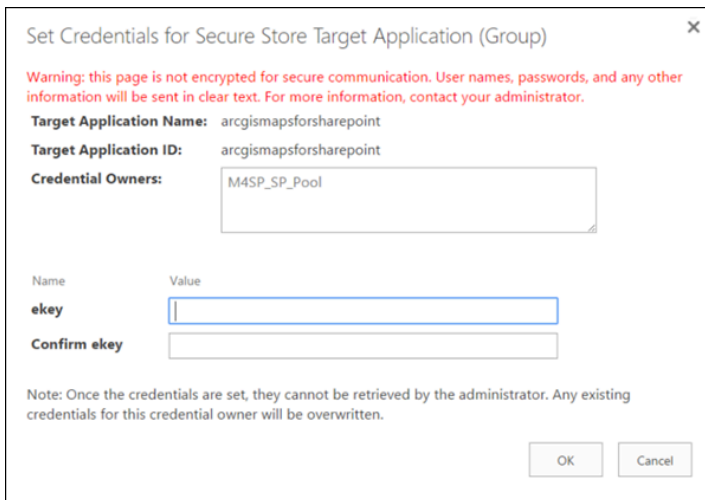 Set Credentials for Secure Store Target Application (Group)
Warning: this page is not encrypted for secure communication. User names, passwords, and any other
information will be sent in clear text. For more information, contact your administrator.
Target Application Name: arcgismapsforsharepoint
Target Application ID: arcgismapsforsharepoint
Credential Owners: M4SP_SP_Pool
Name Value
ekey
Confirm ekey
Note: Once the credentials are set, they cannot be retrieved by the administrator. Any existing
credentials for this credential owner will be overwritten.
OK Cancel